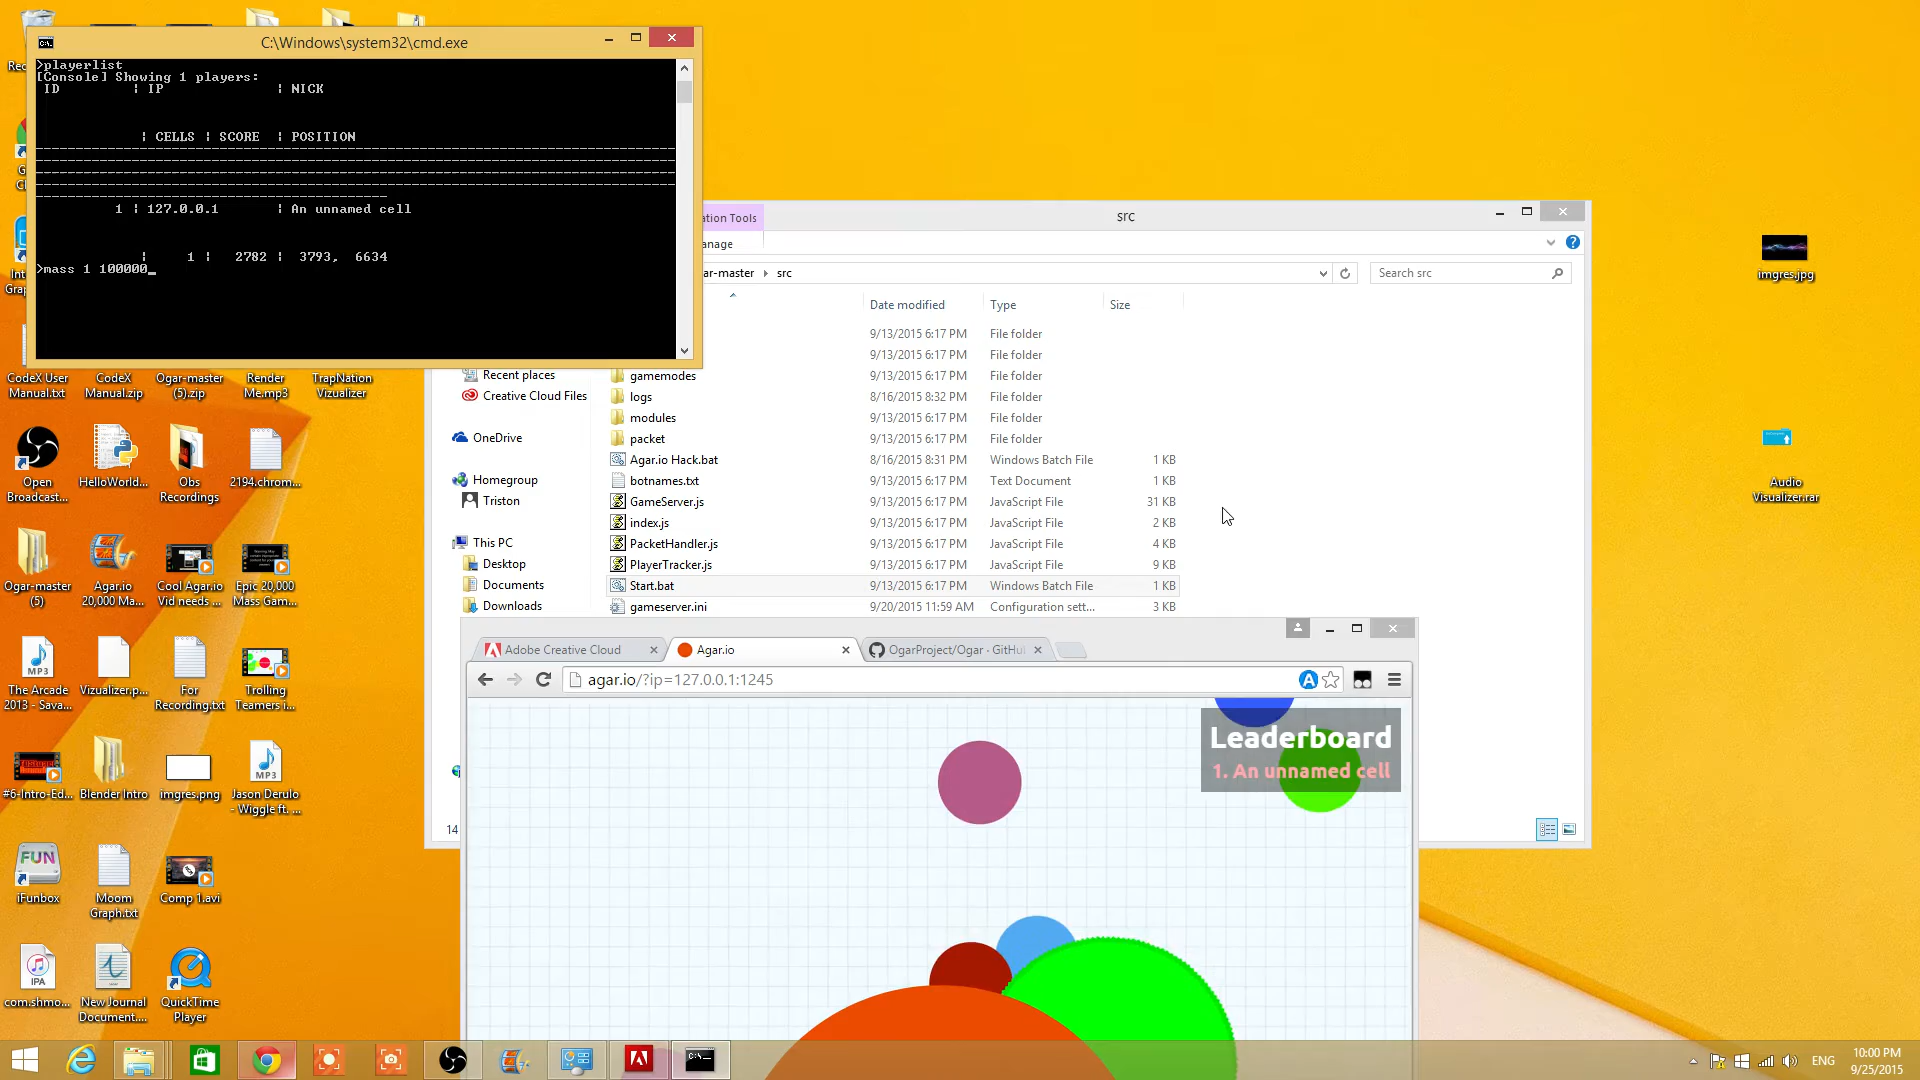 C:\Windows\system32\cmd.exe
>playerlist
[Console] Showing 1 players:
ID | IP | NICK
| CELLS | SCORE | POSITION
1 | 127.0.0.1 | An unnamed cell
| 1 | 2782 | 3793, 6634
>mass 1 100000_
ation Tools
src
anage
ar-master
src
Search src
Date modified
Type
Size
9/13/2015 6:17 PM File folder
9/13/2015 6:17 PM File folder
gamemodes 9/13/2015 6:17 PM File folder
logs 8/16/2015 8:32 PM File folder
modules 9/13/2015 6:17 PM File folder
packet 9/13/2015 6:17 PM File folder
Agar.io Hack.bat 8/16/2015 8:31 PM Windows Batch File 1 KB
botnames.txt 9/13/2015 6:17 PM Text Document 1 KB
GameServer.js 9/13/2015 6:17 PM JavaScript File 31 KB
index.js 9/13/2015 6:17 PM JavaScript File 2 KB
PacketHandler.js 9/13/2015 6:17 PM JavaScript File 4 KB
PlayerTracker.js 9/13/2015 6:17 PM JavaScript File 9 KB
Start.bat 9/13/2015 6:17 PM Windows Batch File 1 KB
gameserver.ini 9/20/2015 11:59 AM Configuration sett... 3 KB
Recent places
Creative Cloud Files
OneDrive
Homegroup
Triston
This PC
Desktop
Documents
Downloads
14
Adobe Creative Cloud
Agar.io
OgarProject/Ogar · GitHu
agar.io/?ip=127.0.0.1:1245
Leaderboard
1. An unnamed cell
CodeX User
Manual.txt
CodeX
Manual.zip
Ogar-master
(5).zip
Render
Me.mp3
TrapNation
Vizualizer
Open
Broadcast...
HelloWorld...
Obs
Recordings
2194.chrom...
Ogar-master
(5)
Agar.io
20,000 Ma...
Cool Agar.io
Vid needs ...
Epic 20,000
Mass Gam...
The Arcade
2013 - Sava...
Vizualizer.p...
For
Recording.txt
Trolling
Teamers i...
#6-Intro-Ed...
Blender Intro
imgres.png
Jason Derulo
- Wiggle ft. ...
FUN
iFunbox
Moom
Graph.txt
Comp 1.avi
com.shmo...
New Journal
Document....
QuickTime
Player
imgres.jpg
Audio
Visualizer.rar
MP3
MP3
IPA
ENG
10:00 PM
9/25/2015